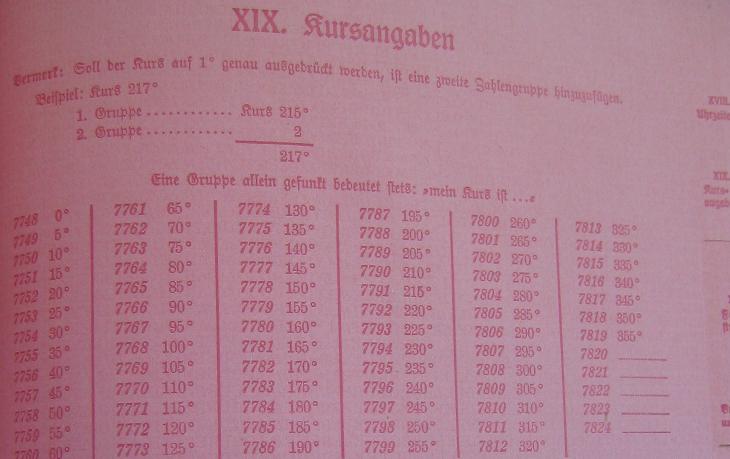 XIX. Kursangaben
Vermerk: Soll der Kurs auf 1° genau ausgedrückt werden, ist eine zweite Zahlengruppe hinzuzufügen.
Beispiel: Kurs 217°
1. Gruppe ............ Kurs 215°
2. Gruppe ............ 2
217°
Eine Gruppe allein gefunkt bedeutet stets: »mein Kurs ist ...«
7748 0° 7761 65° 7774 130° 7787 195° 7800 260° 7813 325°
7749 5° 7762 70° 7775 135° 7788 200° 7801 265° 7814 330°
7750 10° 7763 75° 7776 140° 7789 205° 7802 270° 7815 335°
7751 15° 7764 80° 7777 145° 7790 210° 7803 275° 7816 340°
7752 20° 7765 85° 7778 150° 7791 215° 7804 280° 7817 345°
7753 25° 7766 90° 7779 155° 7792 220° 7805 285° 7818 350°
7754 30° 7767 95° 7780 160° 7793 225° 7806 290° 7819 355°
7755 35° 7768 100° 7781 165° 7794 230° 7807 295° 7820
7756 40° 7769 105° 7782 170° 7795 235° 7808 300° 7821
7757 45° 7770 110° 7783 175° 7796 240° 7809 305° 7822
7758 50° 7771 115° 7784 180° 7797 245° 7810 310° 7823
7759 55° 7772 120° 7785 185° 7798 250° 7811 315° 7824
7760 60° 7773 125° 7786 190° 7799 255° 7812 320°
XVIII.
Uhrzeite
XIX.
Kurs-
angab